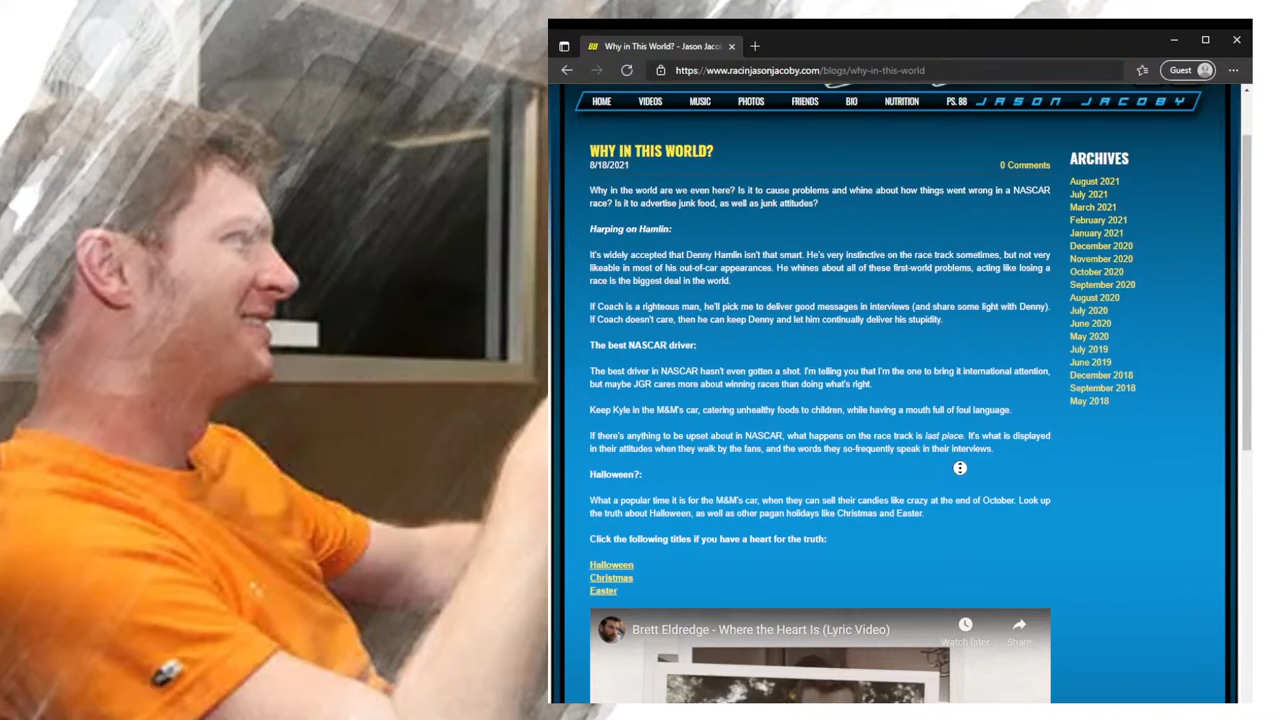 Why in This World? - Jason Jaco
https://www.racinjasonjacoby.com/blogs/why-in-this-world
Guest
HOME VIDEOS MUSIC PHOTOS FRIENDS BIO NUTRITION PS. 88 JASON JACOBY
WHY IN THIS WORLD?
8/18/2021
0 Comments
Why in the world are we even here? Is it to cause problems and whine about how things went wrong in a NASCAR
race? Is it to advertise junk food, as well as junk attitudes?
Harping on Hamlin:
It's widely accepted that Denny Hamlin isn't that smart. He's very instinctive on the race track sometimes, but not very
likeable in most of his out-of-car appearances. He whines about all of these first-world problems, acting like losing a
race is the biggest deal in the world.
If Coach is a righteous man, he'll pick me to deliver good messages in interviews (and share some light with Denny).
If Coach doesn't care, then he can keep Denny and let him continually deliver his stupidity.
The best NASCAR driver:
The best driver in NASCAR hasn't even gotten a shot. I'm telling you that I'm the one to bring it international attention,
but maybe JGR cares more about winning races than doing what's right.
Keep Kyle in the M&M's car, catering unhealthy foods to children, while having a mouth full of foul language.
If there's anything to be upset about in NASCAR, what happens on the race track is last place. It's what is displayed
in their attitudes when they walk by the fans, and the words they so-frequently speak in their interviews.
Halloween?:
What a popular time it is for the M&M's car, when they can sell their candies like crazy at the end of October. Look up
the truth about Halloween, as well as other pagan holidays like Christmas and Easter.
Click the following titles if you have a heart for the truth:
Halloween
Christmas
Easter
Brett Eldredge - Where the Heart Is (Lyric Video)
Watch later
Share
ARCHIVES
August 2021
July 2021
March 2021
February 2021
January 2021
December 2020
November 2020
October 2020
September 2020
August 2020
July 2020
June 2020
May 2020
July 2019
June 2019
December 2018
September 2018
May 2018